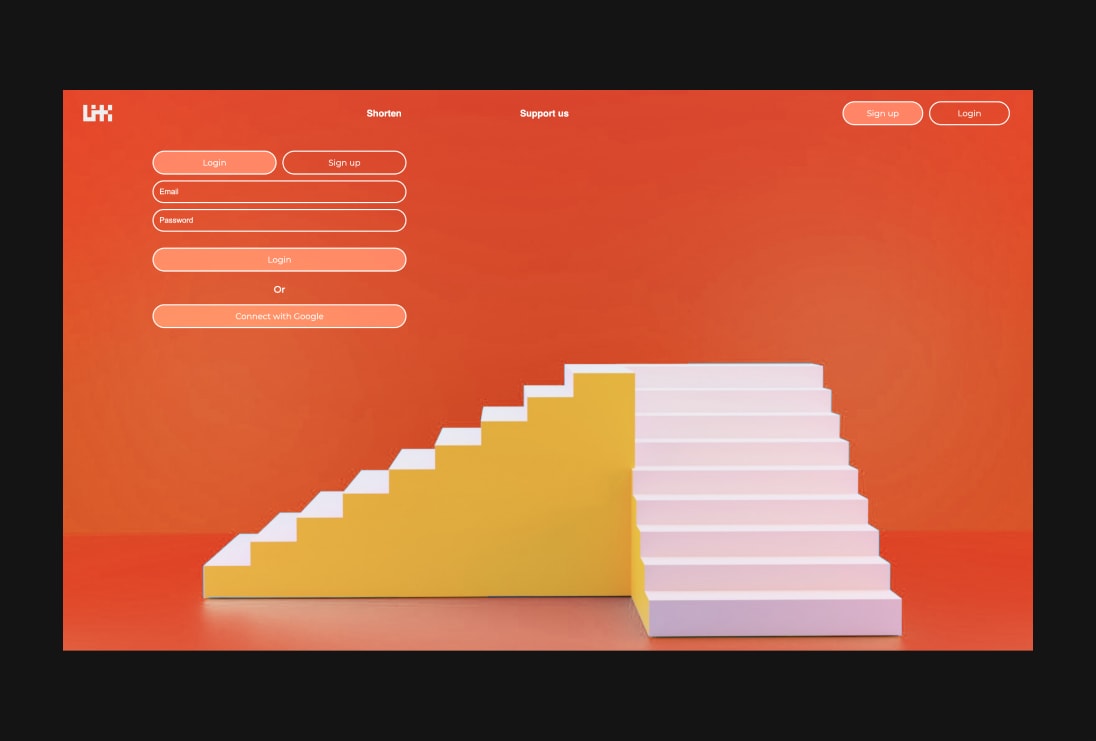 Shorten
Support us
Sign up
Login
Login
Sign up
Email
Password
Login
Or
Connect with Google